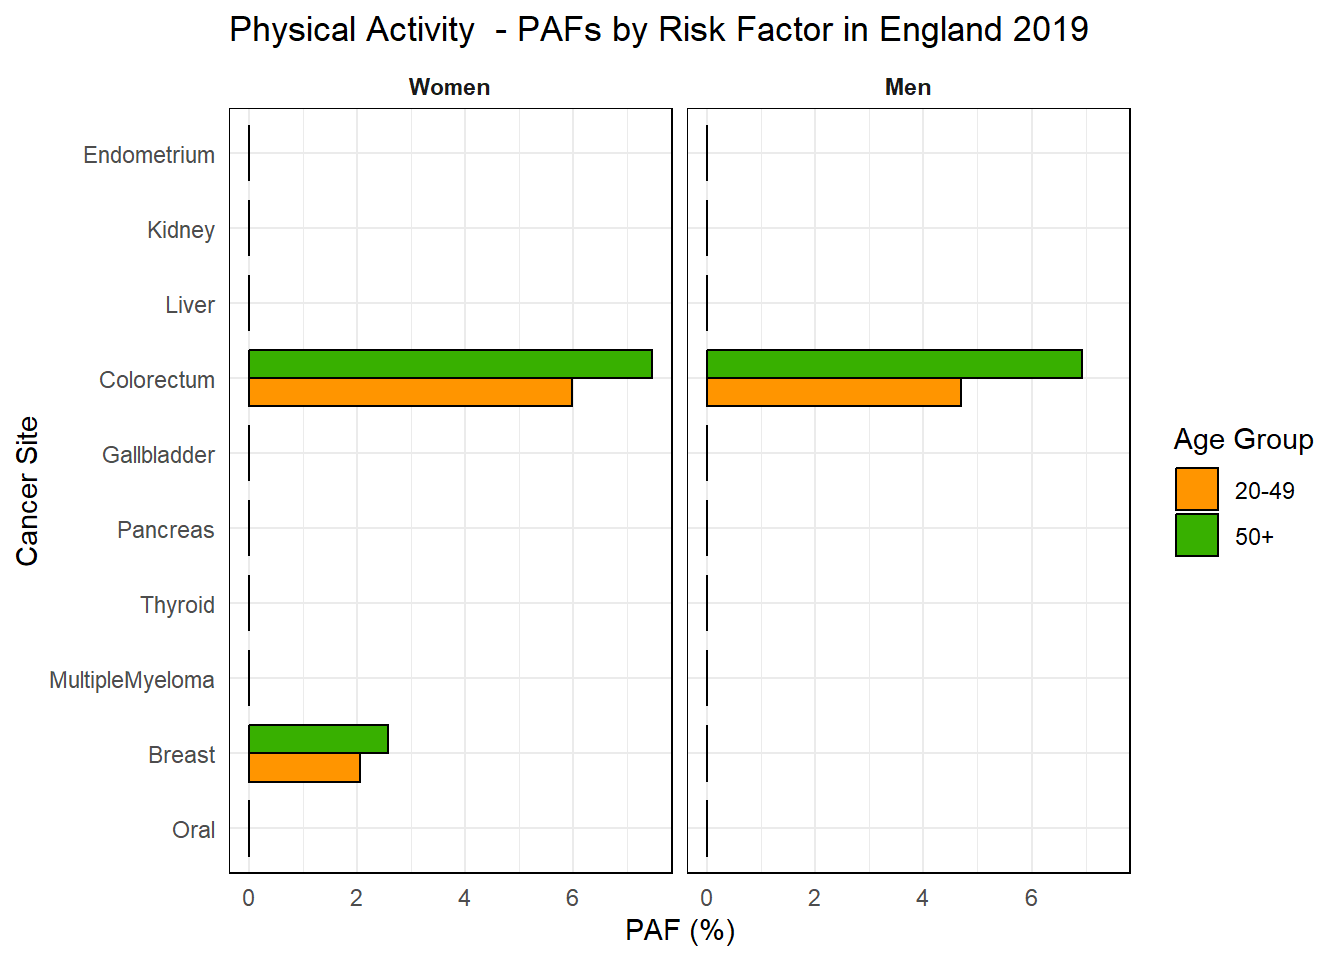 Physical Activity  - PAFs by Risk Factor in England 2019
Women
Men
Endometrium
Kidney
Liver
Colorectum
Gallbladder
Pancreas
Thyroid
MultipleMyeloma
Breast
Oral
Cancer Site
0 2 4 6
0 2 4 6
PAF (%)
Age Group
20-49
50+